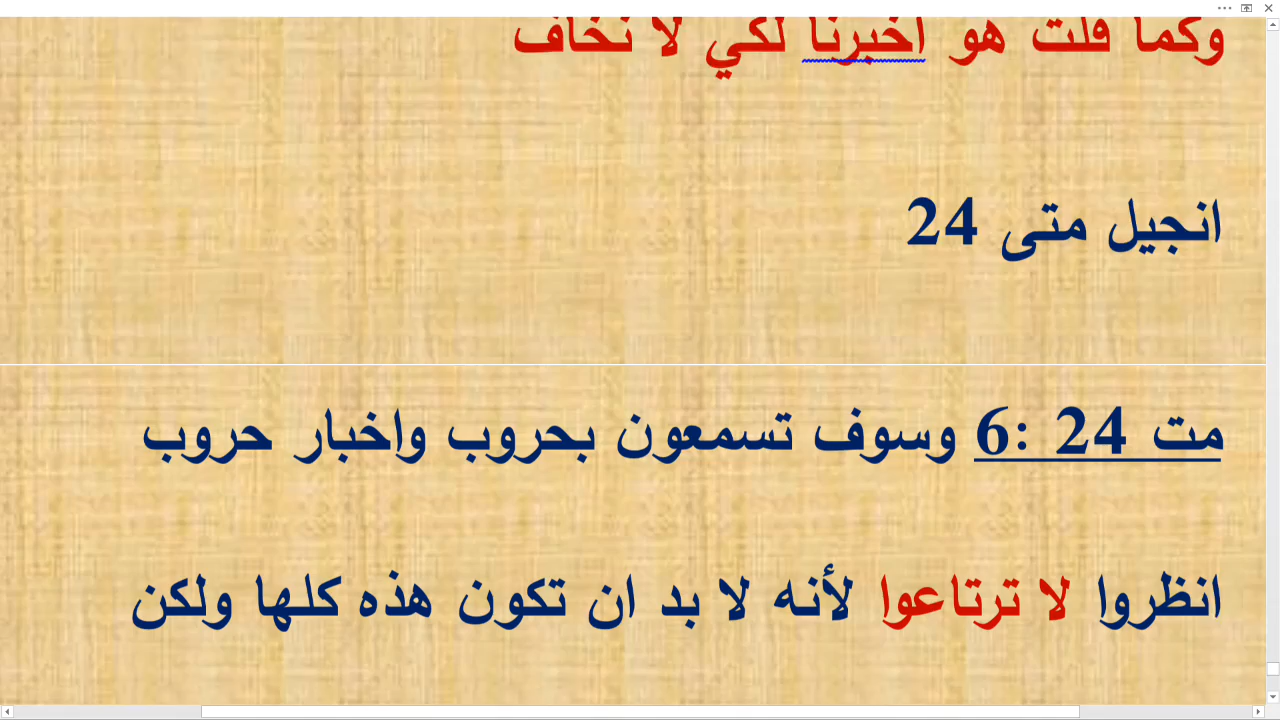 وكما قلت هو اخبرنا لكي لا نخاف
انجيل متى 24
مت 24 :6 وسوف تسمعون بحروب واخبار حروب
انظروا لا ترتاعوا لأنه لا بد ان تكون هذه كلها ولكن